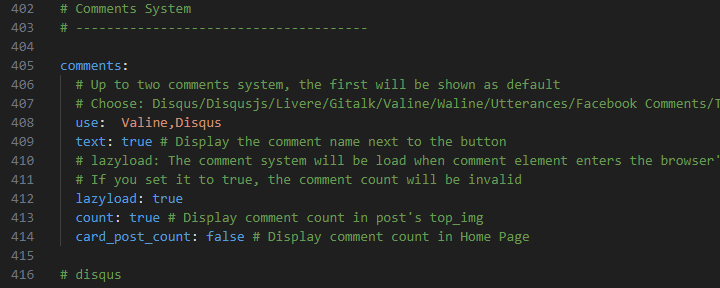 402 # Comments System
403 # --------------------------------------
404
405 comments:
406 # Up to two comments system, the first will be shown as default
407 # Choose: Disqus/Disqusjs/Livere/Gitalk/Valine/Waline/Utterances/Facebook Comments/T
408 use:  Valine,Disqus
409 text: true # Display the comment name next to the button
410 # lazyload: The comment system will be load when comment element enters the browser'
411 # If you set it to true, the comment count will be invalid
412 lazyload: true
413 count: true # Display comment count in post's top_img
414 card_post_count: false # Display comment count in Home Page
415
416 # disqus